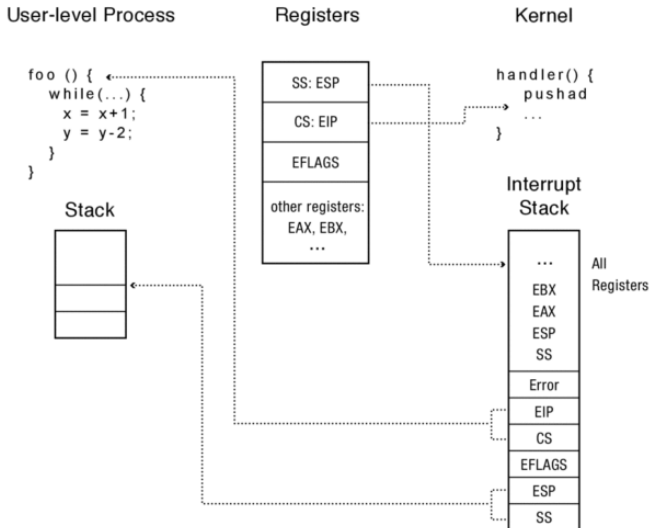 User-level Process
foo () {
while(...) {
x = x+1;
y = y-2;
}
}
Stack
Registers
SS: ESP
CS: EIP
EFLAGS
other registers:
EAX, EBX,
...
Kernel
handler() {
pushad
...
}
Interrupt
Stack
...
EBX
EAX
ESP
SS
All
Registers
Error
EIP
CS
EFLAGS
ESP
SS